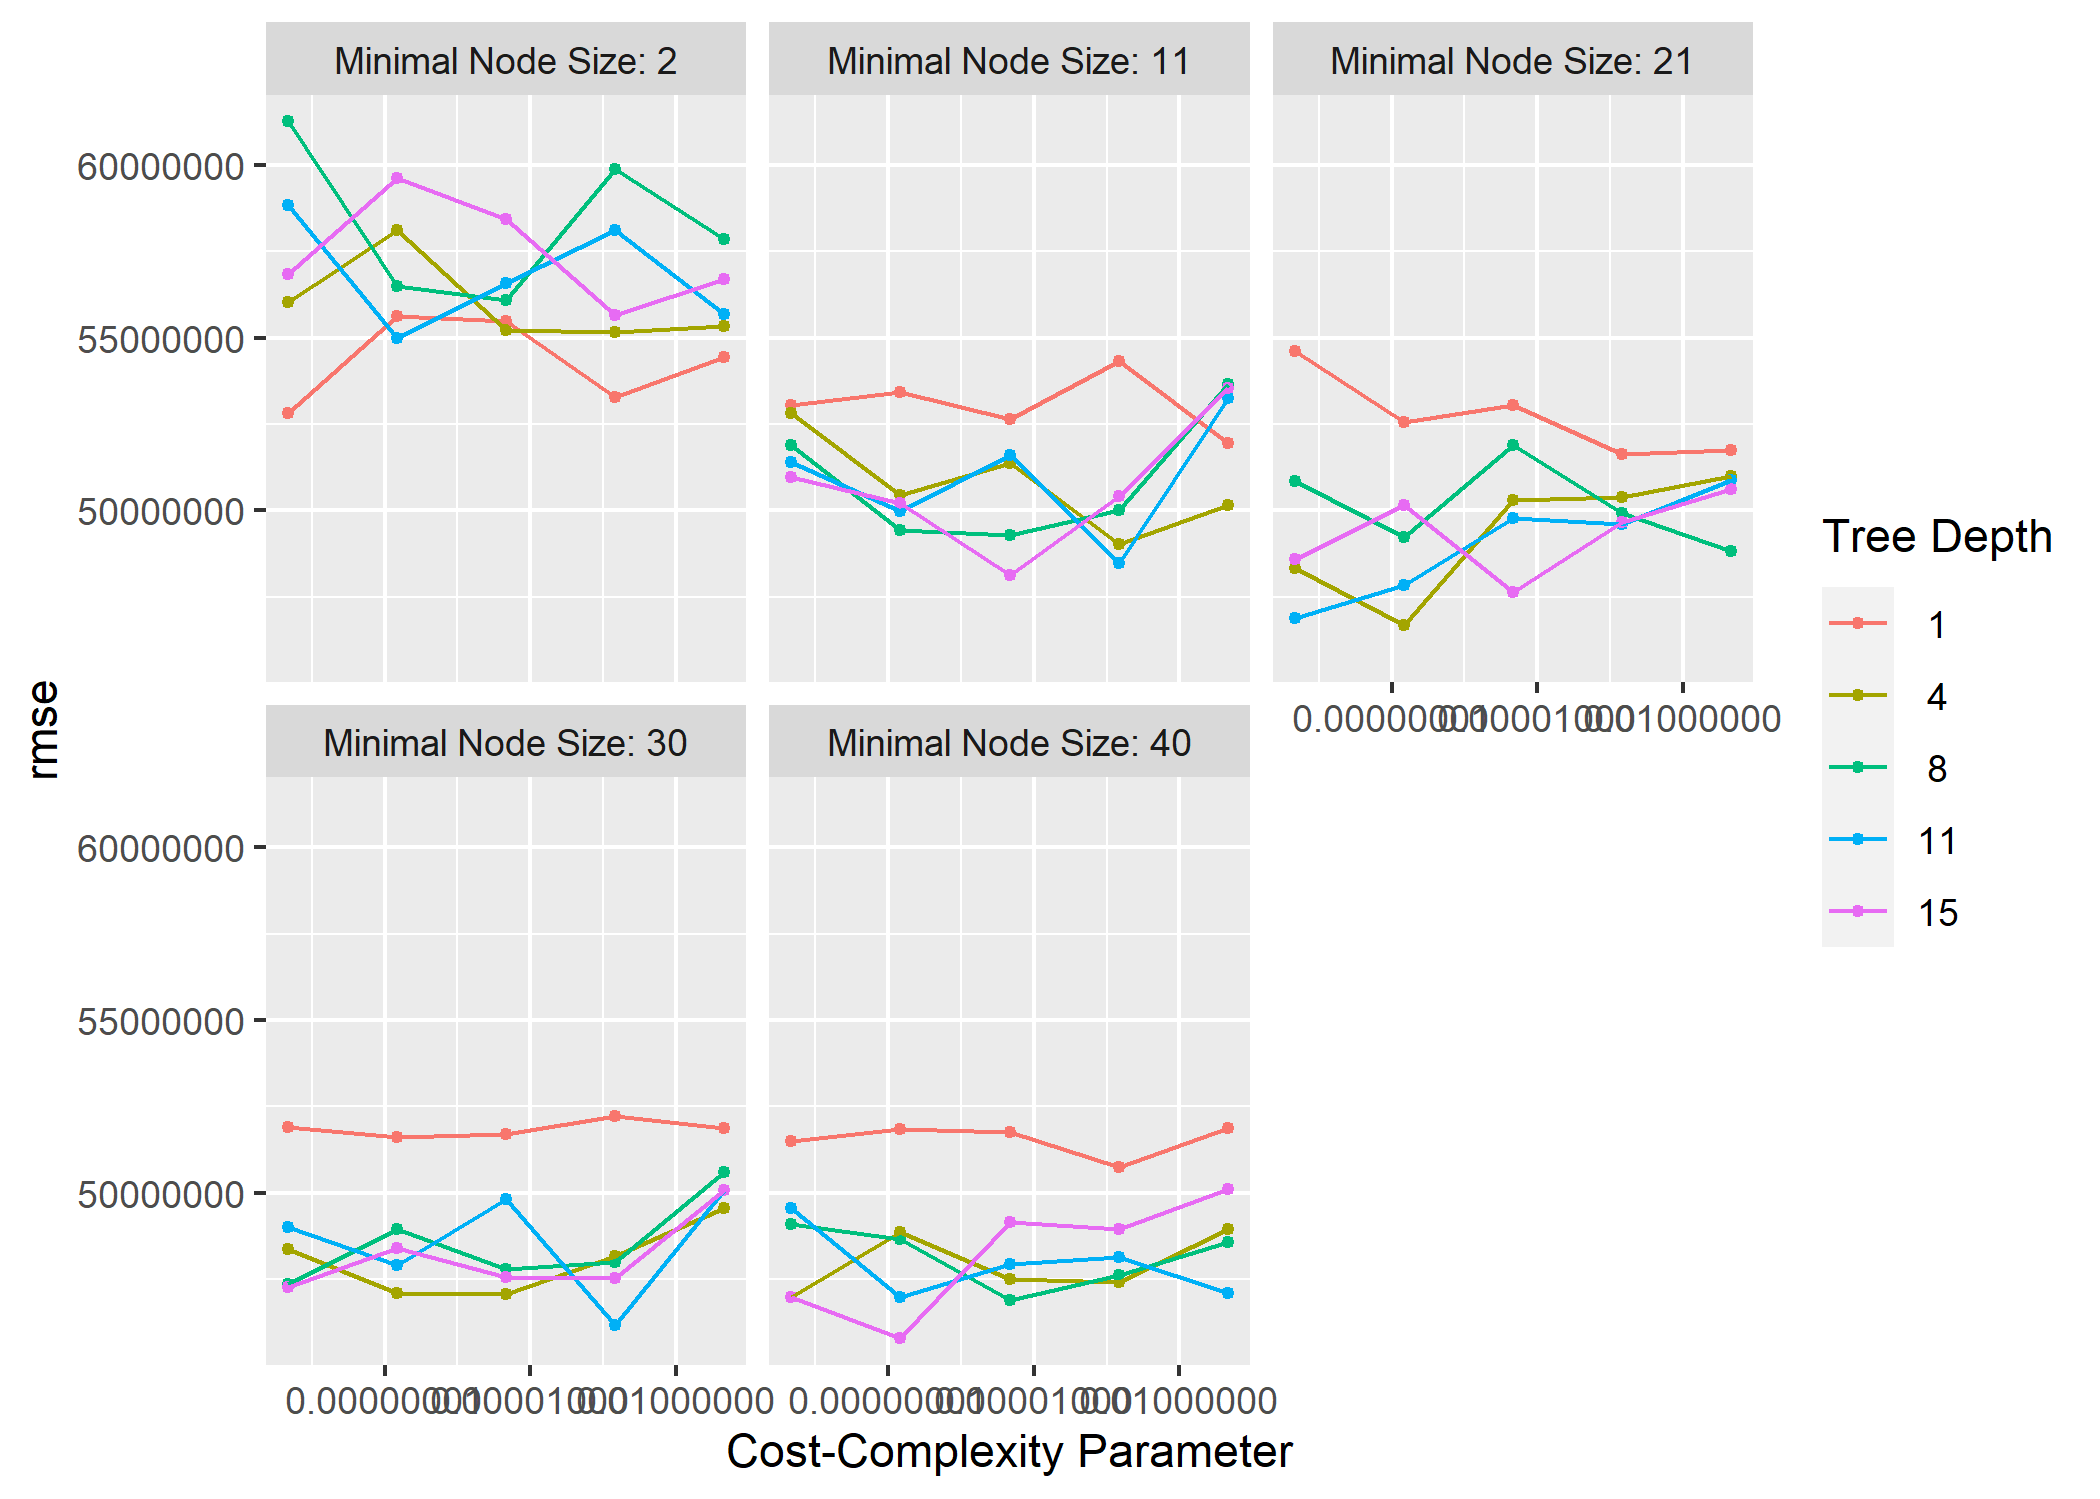 Minimal Node Size: 2
Minimal Node Size: 11
Minimal Node Size: 21
60000000
55000000
50000000
rmse
Minimal Node Size: 30
Minimal Node Size: 40
60000000
55000000
50000000
Cost-Complexity Parameter
Tree Depth
1
4
8
11
15